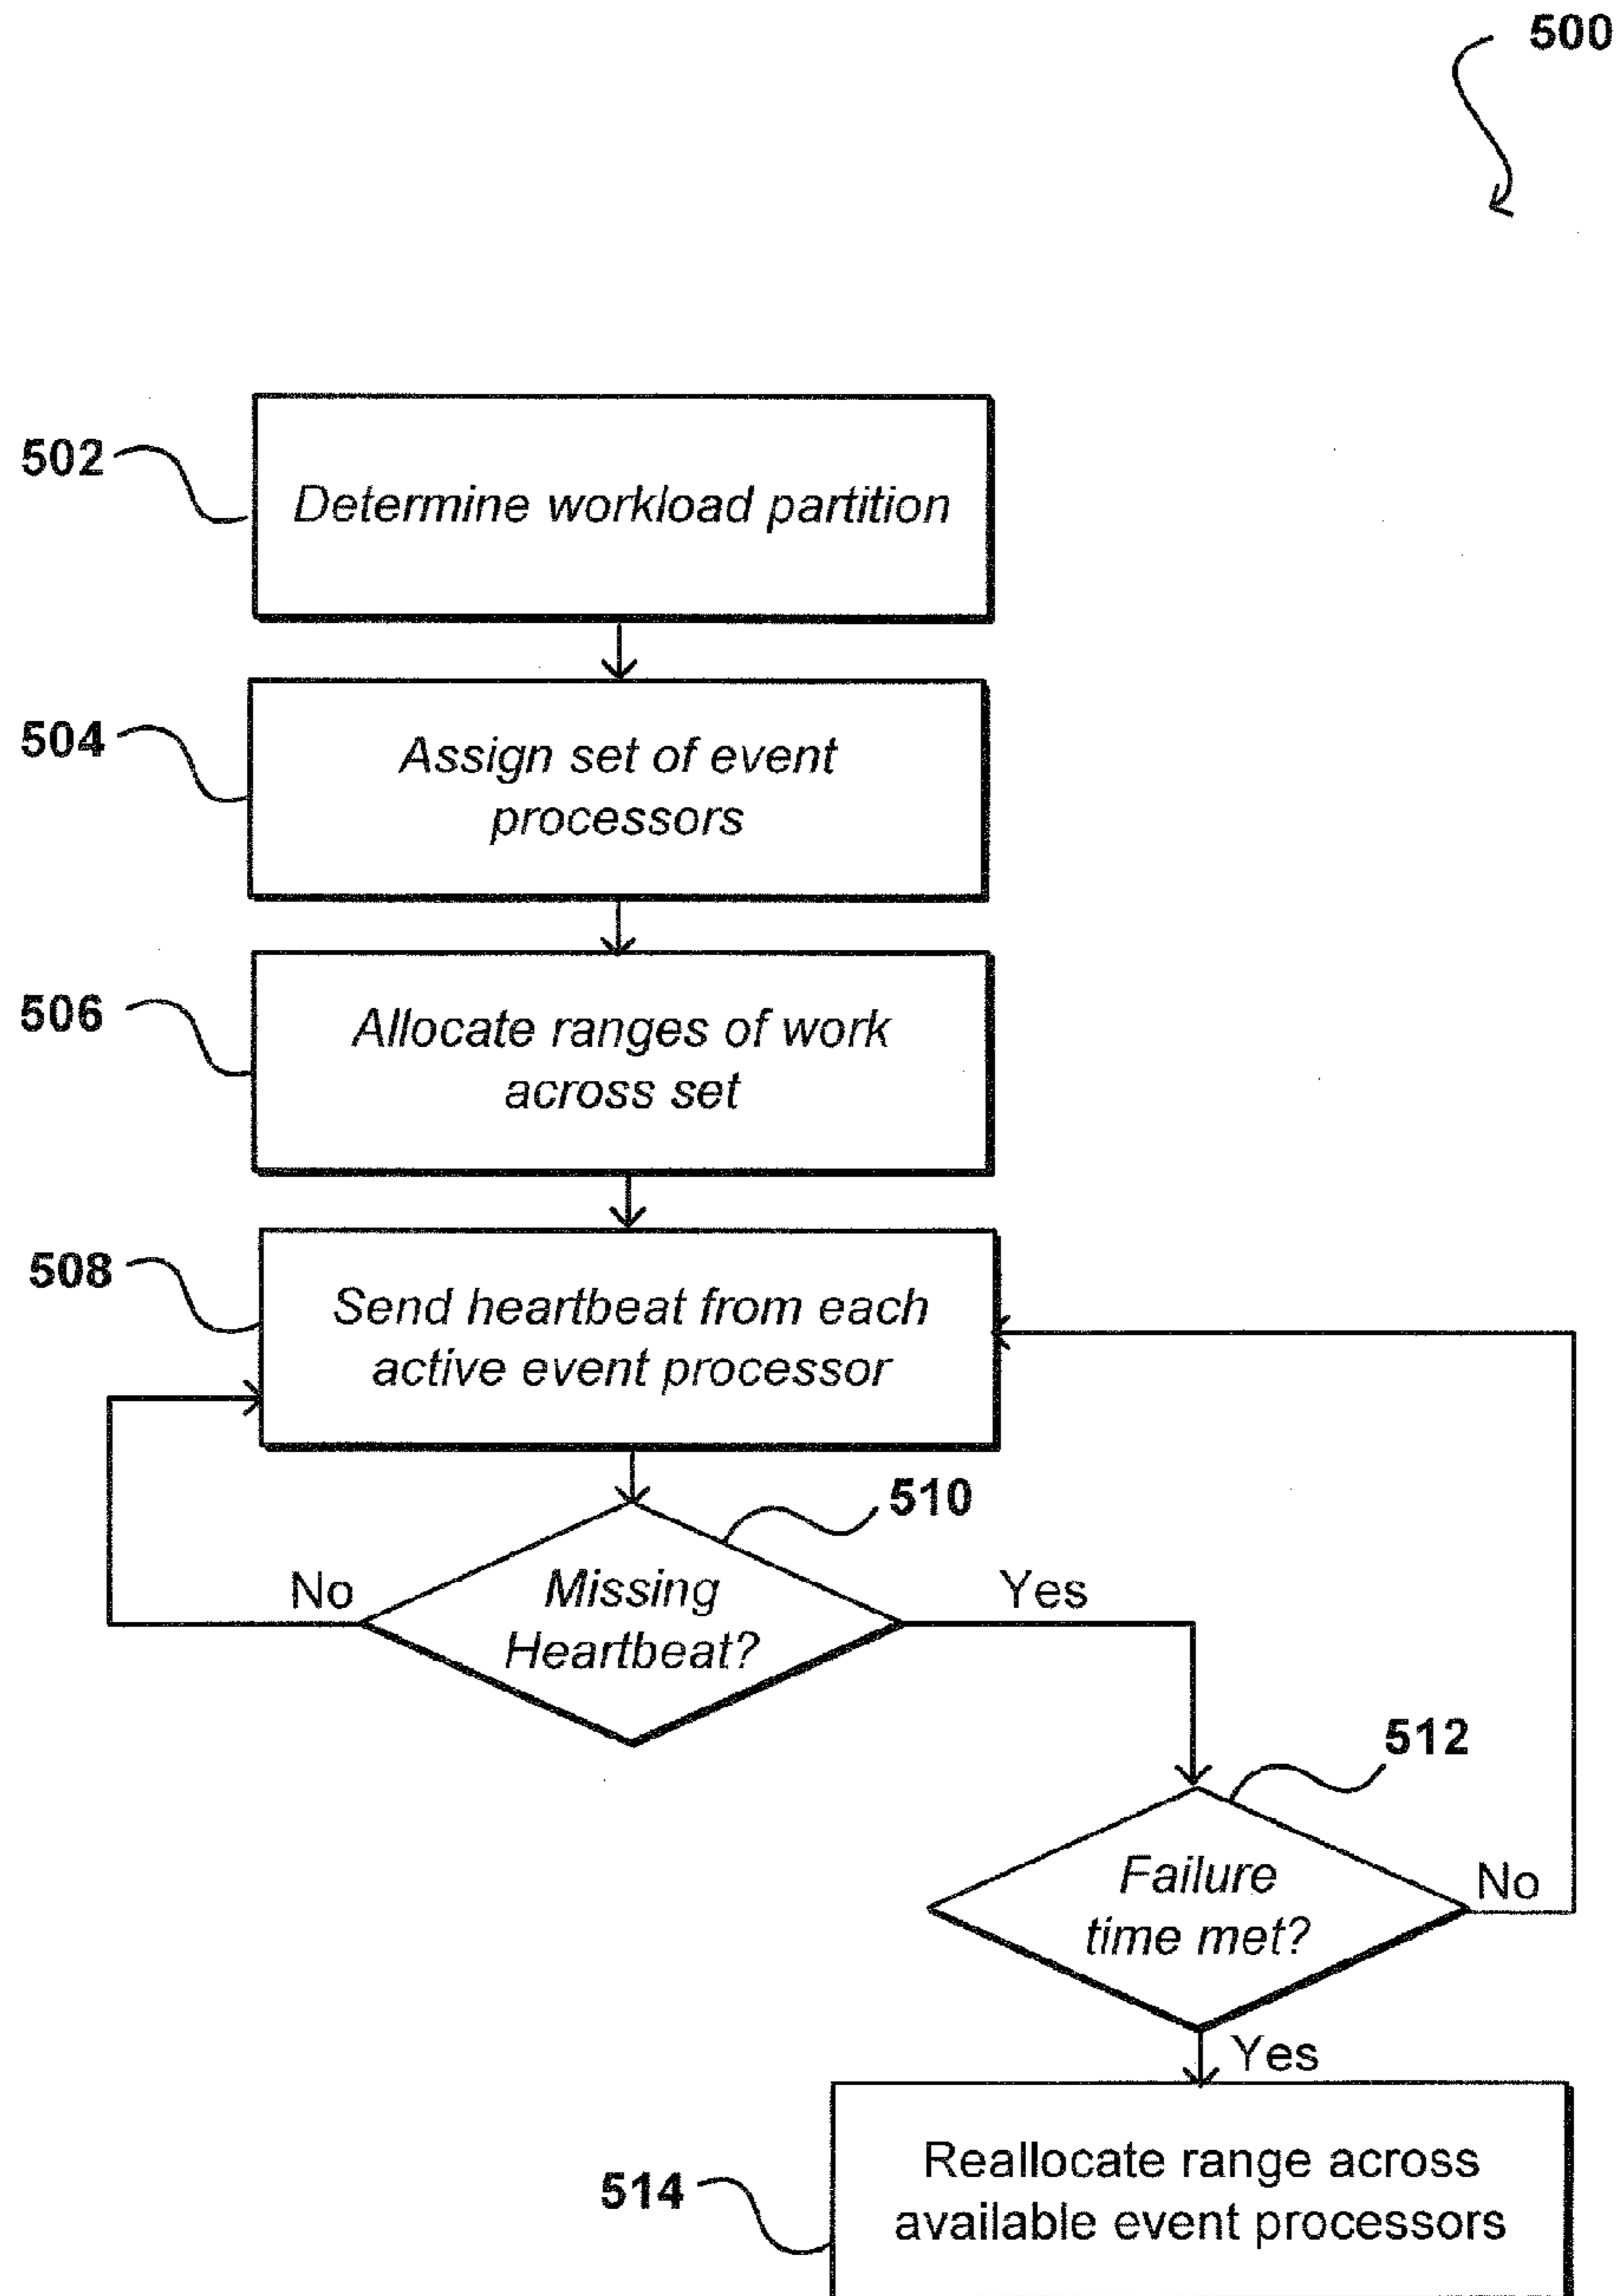 500
502
Determine workload partition
504
Assign set of event
processors
506
Allocate ranges of work
across set
508
Send heartbeat from each
active event processor
510
No
Missing
Heartbeat?
Yes
512
Failure
time met?
No
Yes
514
Reallocate range across
available event processors